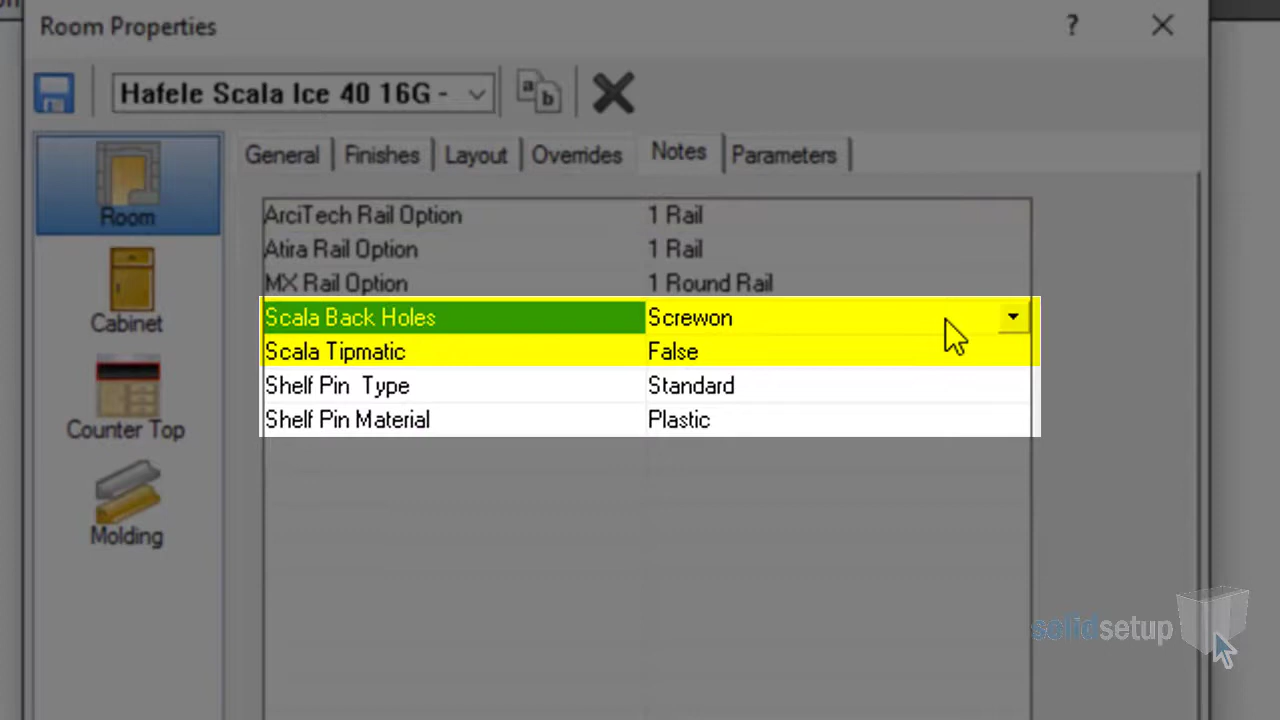 Room Properties ?
Hafele Scala Ice 40 16G -
a b
General Finishes Layout Overrides Notes Parameters
Room
Cabinet
Counter Top
Molding
ArciTech Rail Option 1 Rail
Atira Rail Option 1 Rail
MX Rail Option 1 Round Rail
Scala Back Holes Screwon
Scala Tipmatic False
Shelf Pin  Type Standard
Shelf Pin Material Plastic
solidsetup